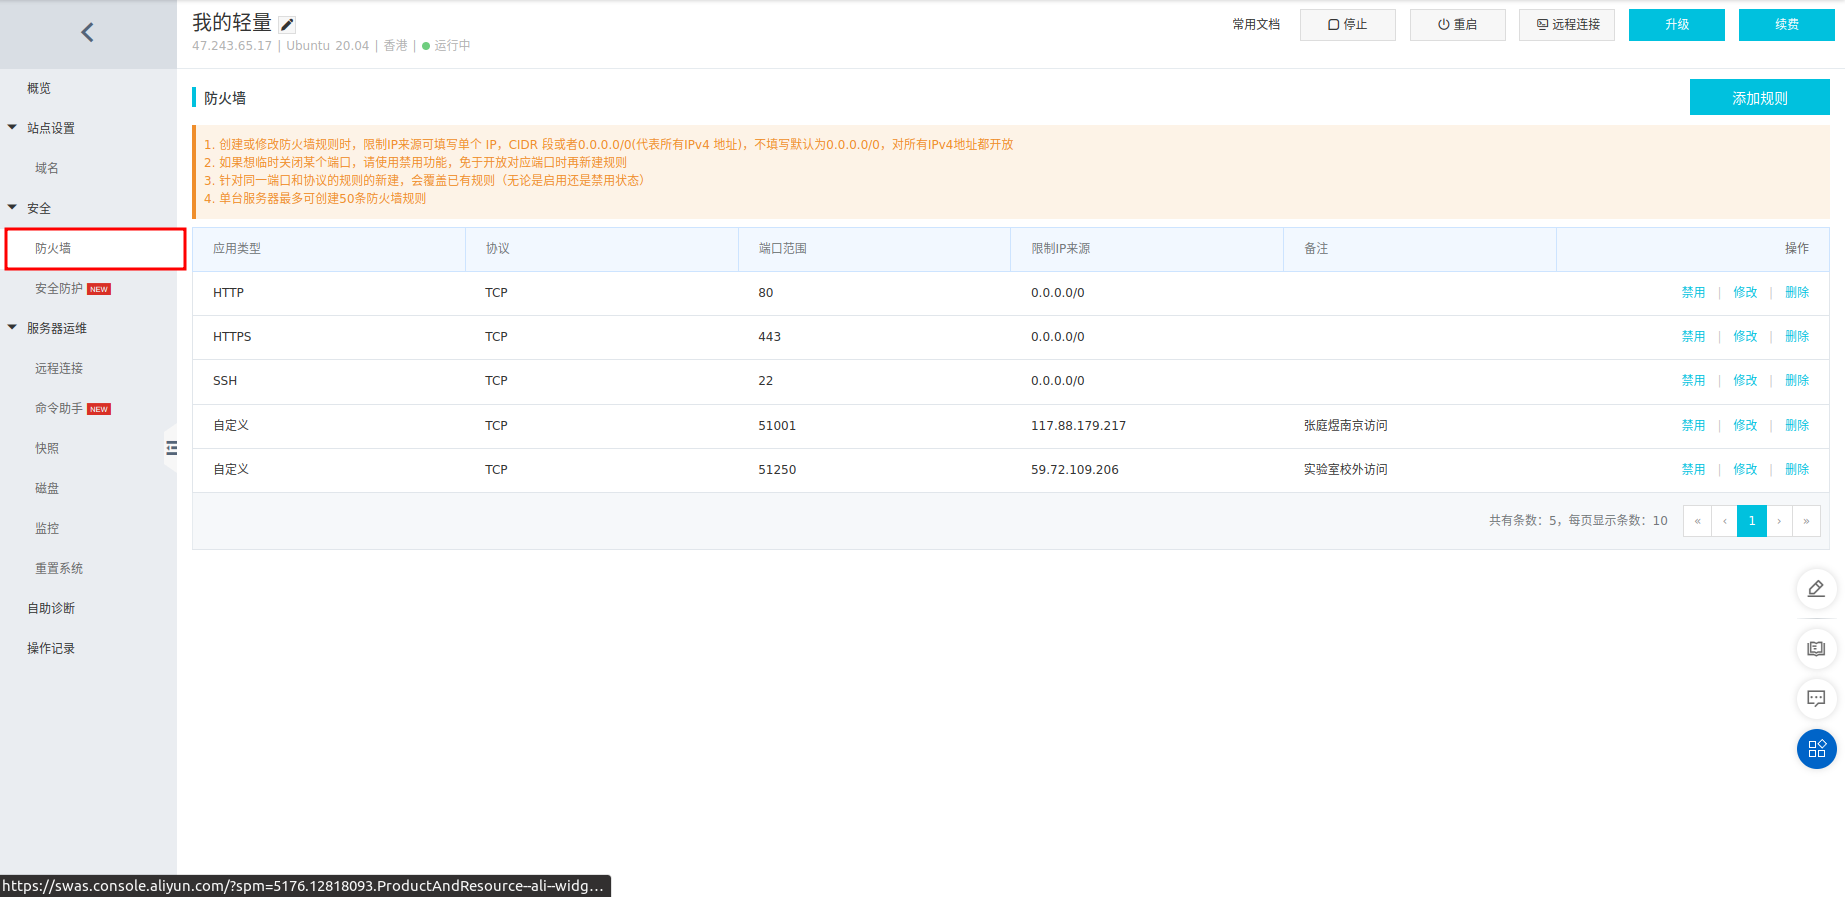 我的轻量
47.243.65.17 | Ubuntu 20.04 | 香港 | 运行中
常用文档 停止 重启 远程连接 升级 续费
概览
站点设置
域名
安全
防火墙
安全防护 NEW
服务器运维
远程连接
命令助手 NEW
快照
磁盘
监控
重置系统
自助诊断
操作记录
防火墙
添加规则
1. 创建或修改防火墙规则时，限制IP来源可填写单个 IP，CIDR 段或者0.0.0.0/0(代表所有IPv4 地址)，不填写默认为0.0.0.0/0，对所有IPv4地址都开放
2. 如果想临时关闭某个端口，请使用禁用功能，免于开放对应端口时再新建规则
3. 针对同一端口和协议的规则的新建，会覆盖已有规则（无论是启用还是禁用状态）
4. 单台服务器最多可创建50条防火墙规则
应用类型 协议 端口范围 限制IP来源 备注 操作
HTTP TCP 80 0.0.0.0/0 禁用 | 修改 | 删除
HTTPS TCP 443 0.0.0.0/0 禁用 | 修改 | 删除
SSH TCP 22 0.0.0.0/0 禁用 | 修改 | 删除
自定义 TCP 51001 117.88.179.217 张庭煜南京访问 禁用 | 修改 | 删除
自定义 TCP 51250 59.72.109.206 实验室校外访问 禁用 | 修改 | 删除
共有条数：5，每页显示条数：10 « ‹ 1 › »
https://swas.console.aliyun.com/?spm=5176.12818093.ProductAndResource--ali--widg…